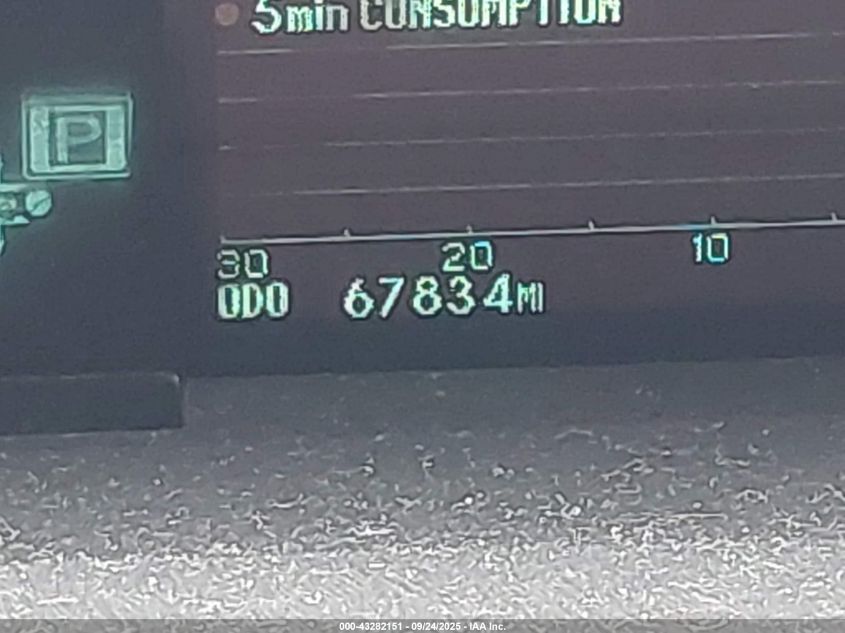 5min CONSUMPTION
P
30 20 10
ODO 67834MI
000-43282151 - 09/24/2025 - IAA Inc.